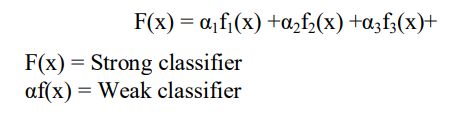 F(x) = α₁f₁(x) +α₂f₂(x) +α₃f₃(x)+
F(x) = Strong classifier
αf(x) = Weak classifier